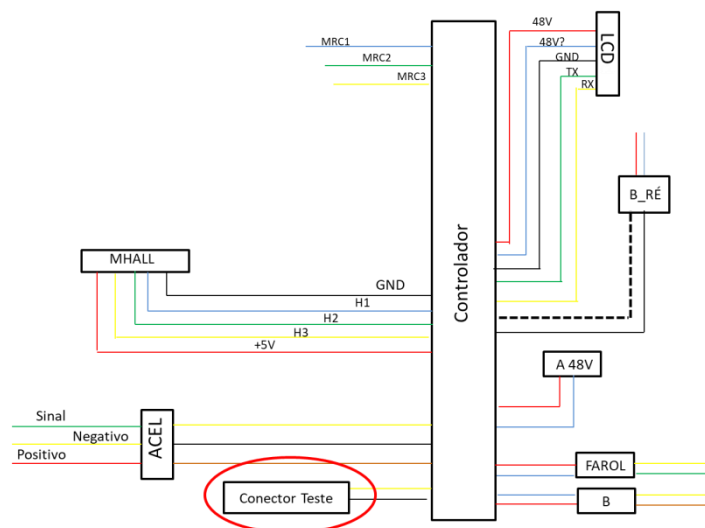 MRC1
MRC2
MRC3
48V
48V?
GND
TX
RX
LCD
B_RÉ
Controlador
MHALL
GND
H1
H2
H3
+5V
A 48V
Sinal
Negativo
Positivo
ACEL
Conector Teste
FAROL
B